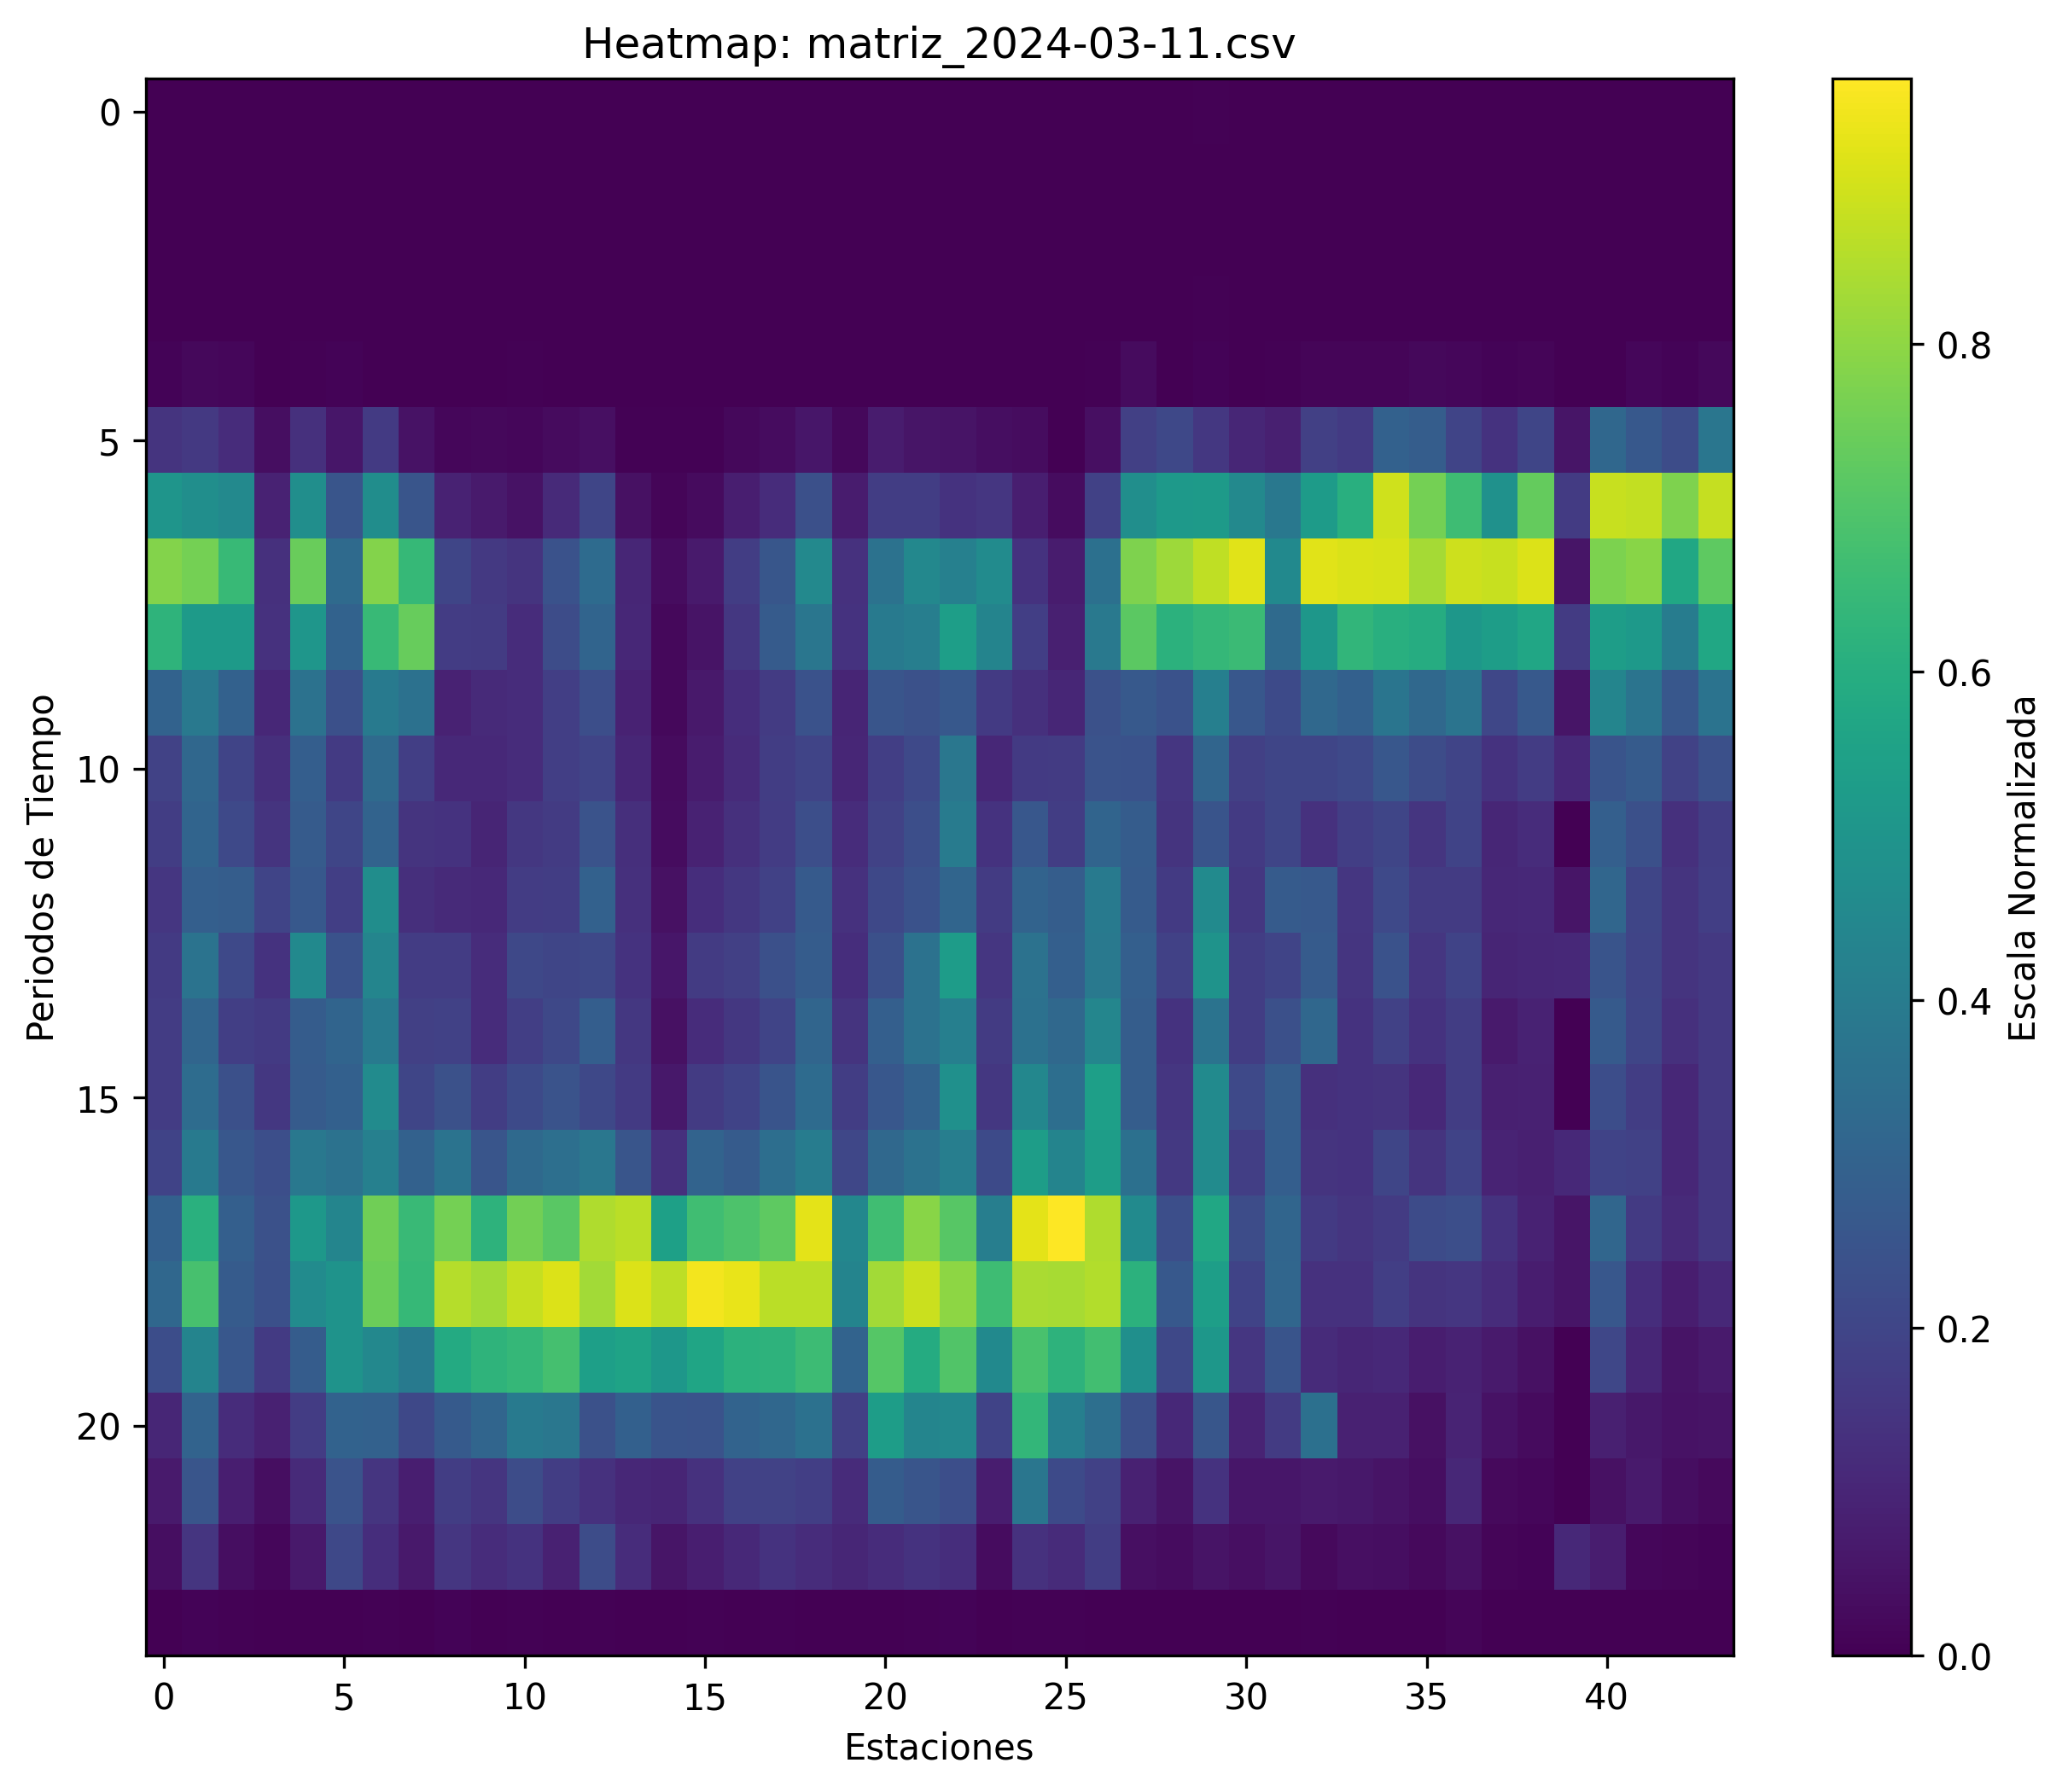 Heatmap: matriz_2024-03-11.csv
0
5
10
15
20
Periodos de Tiempo
0 5 10 15 20 25 30 35 40
Estaciones
0.8
0.6
0.4
0.2
0.0
Escala Normalizada